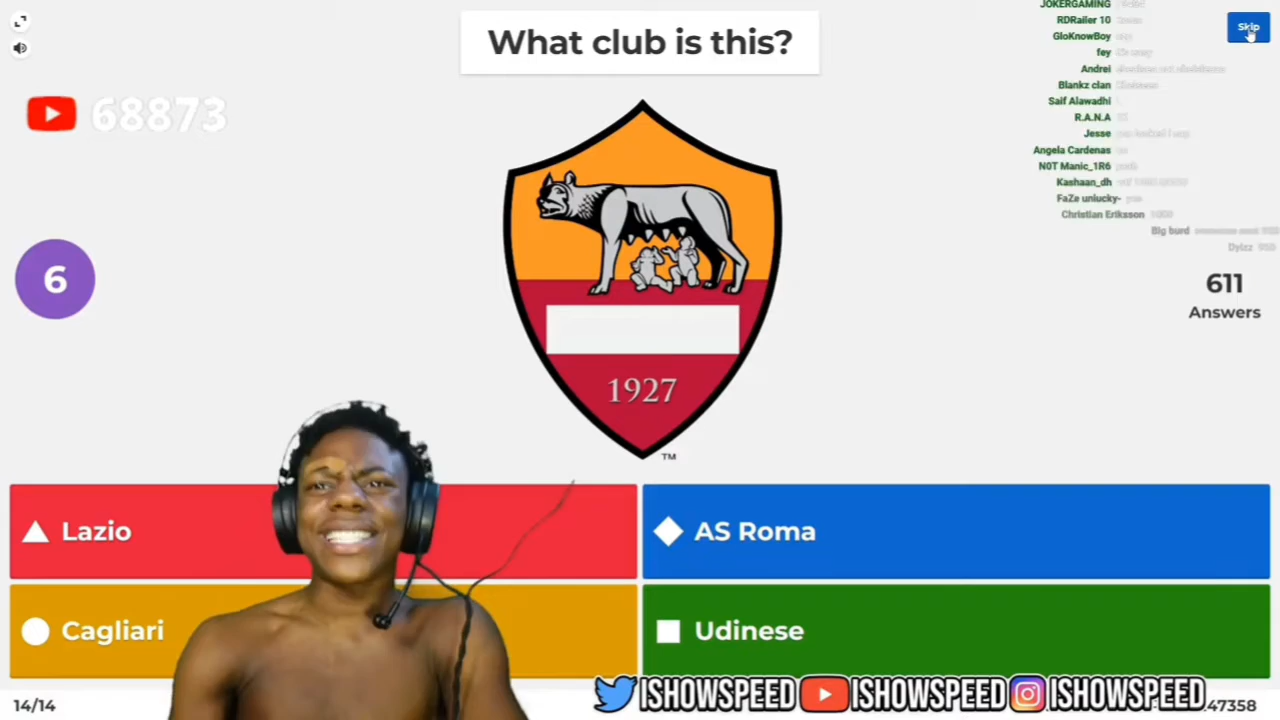 What club is this?
Skip
68873
JOKERGAMING
RDRailer 10
GloKnowBoy
fey
Andrei
Blankz clan
Saif Alawadhi
R.A.N.A
Jesse
Angela Cardenas
N0T Manic_1R6
Kashaan_dh
FaZe unlucky-
Christian Eriksson 1000
Big burd
Dylzz
6
611
Answers
1927
TM
Lazio
AS Roma
Cagliari
Udinese
14/14
ISHOWSPEED ISHOWSPEED ISHOWSPEED
47358